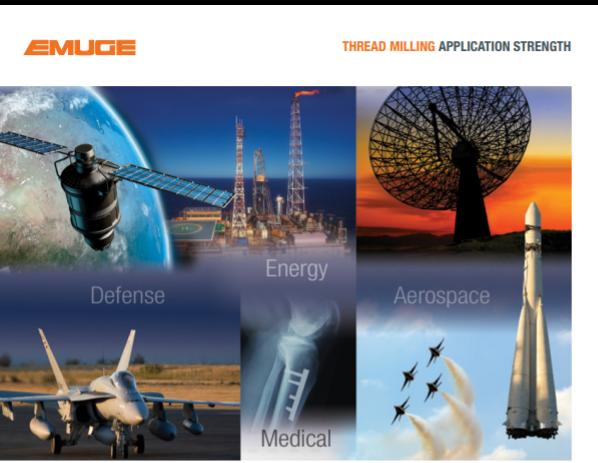 EMUGE
THREAD MILLING APPLICATION STRENGTH
Energy
Defense
Aerospace
Medical